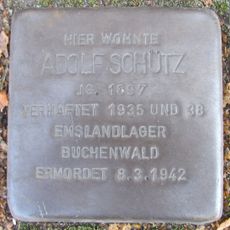 HIER WOHNTE
ADOLF SCHÜTZ
JG. 1897
VERHAFTET 1935 UND 38
EMSLANDLAGER
BUCHENWALD
ERMORDET 8.3.1942